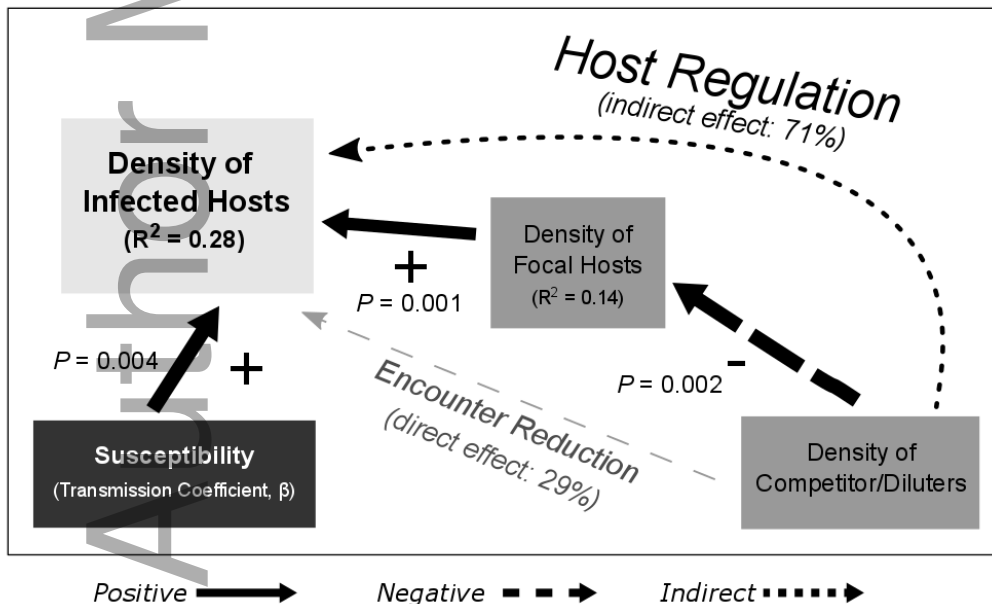 Host Regulation
(indirect effect: 71%)
Density of
Infected Hosts
(R² = 0.28)
Density of
Focal Hosts
(R² = 0.14)
+
P = 0.001
P = 0.004
+
-
P = 0.002
Encounter Reduction
(direct effect: 29%)
Susceptibility
(Transmission Coefficient, β)
Density of
Competitor/Diluters
Author M
Positive
Negative
Indirect